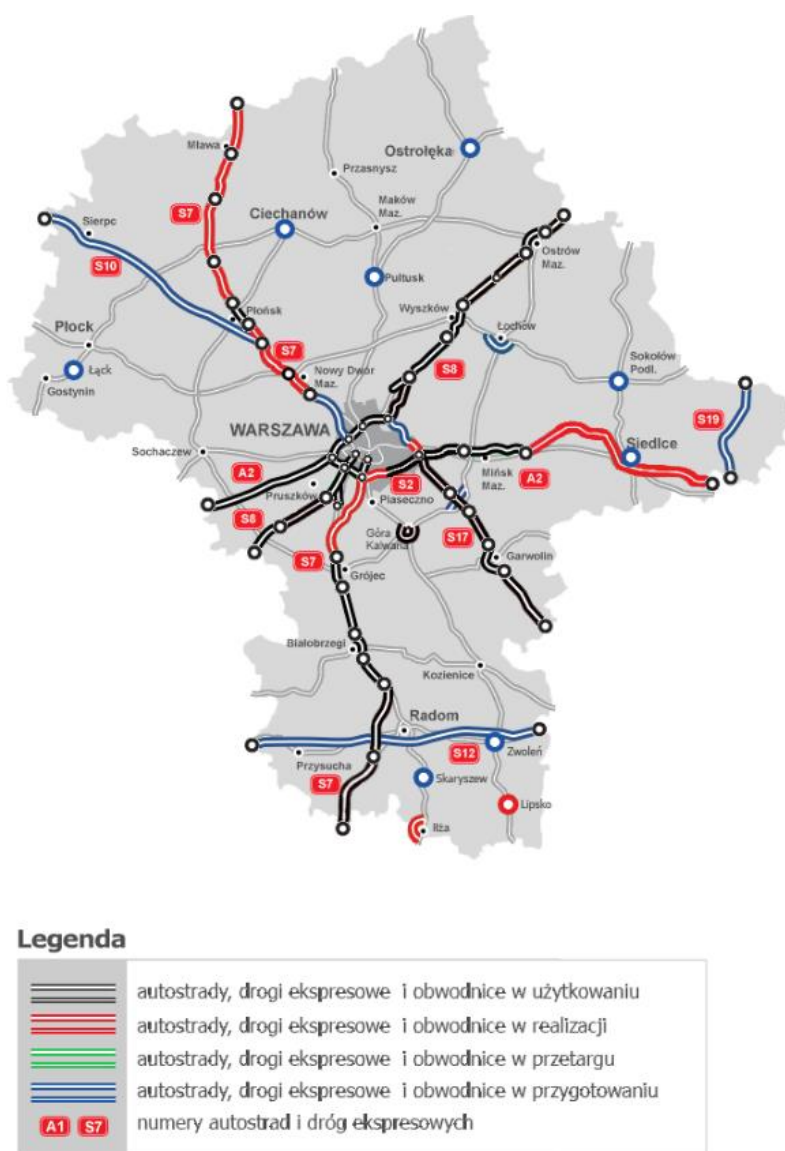 Mława
Ostrołęka
Przasnysz
S7
Ciechanów
Maków
Maz.
Sierpc
S10
Ostrów
Maz.
Pułtusk
Płońsk
Wyszków
Łochów
Płock
S7
Łąck
Gostynin
Nowy Dwór
Maz.
S8
Sokołów
Podl.
WARSZAWA
S19
Siedlce
Sochaczew
A2
Mińsk
Maz.
A2
Pruszków
S2
Piaseczno
S8
Góra
Kalwaria
S17
S7
Garwolin
Grójec
Białobrzegi
Kozienice
Radom
S12
Zwoleń
Przysucha
S7
Skaryszew
Lipsko
Iłża
Legenda
autostrady, drogi ekspresowe i obwodnice w użytkowaniu
autostrady, drogi ekspresowe i obwodnice w realizacji
autostrady, drogi ekspresowe i obwodnice w przetargu
autostrady, drogi ekspresowe i obwodnice w przygotowaniu
A1 S7 numery autostrad i dróg ekspresowych